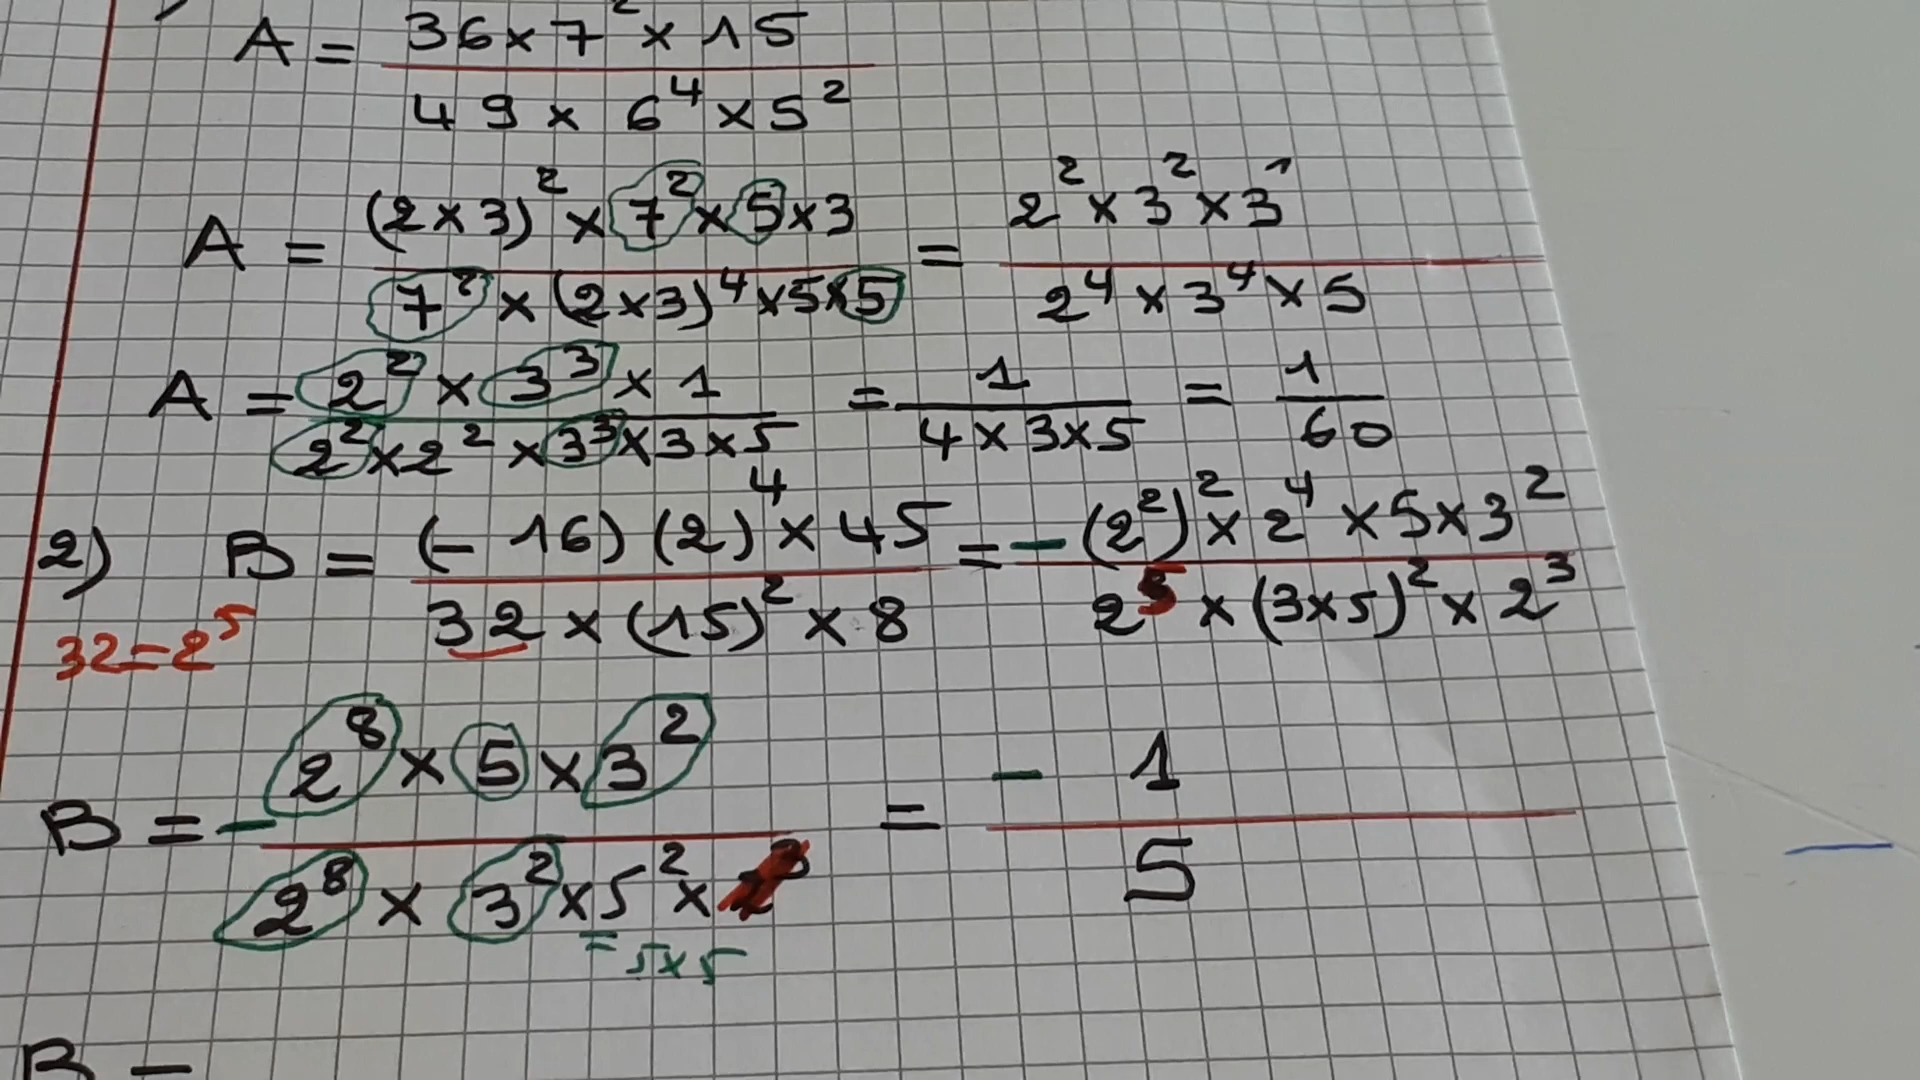 A = 36 × 7² × 15
49 × 6⁴ × 5²
A = (2×3)² × 7² × 5 × 3 = 2² × 3² × 3¹
7² × (2×3)⁴ × 5 × 5 2⁴ × 3⁴ × 5
A = 2² × 3³ × 1 = 1 = 1
2² × 2² × 3³ × 3 × 5 4 × 3 × 5 60
2) B = (- 16) (2)⁴ × 45 = - (2²)² × 2⁴ × 5 × 3²
32 × (15)² × 8 2⁵ × (3×5)² × 2³
32 = 2⁵
B = - 2⁸ × 5 × 3² = - 1
2⁸ × 3² × 5² × 5
= 5×5
B =